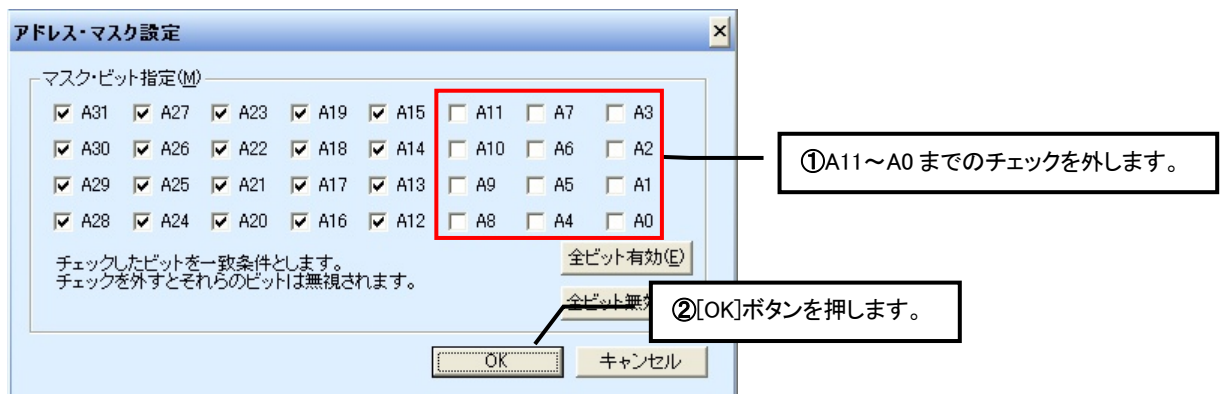 アドレス・マスク設定
マスク・ビット指定(M)
A31 A27 A23 A19 A15 A11 A7 A3
A30 A26 A22 A18 A14 A10 A6 A2
A29 A25 A21 A17 A13 A9 A5 A1
A28 A24 A20 A16 A12 A8 A4 A0
①A11～A0 までのチェックを外します。
チェックしたビットを一致条件とします。
チェックを外すとそれらのビットは無視されます。
全ビット有効(E)
全ビット無
②[OK]ボタンを押します。
OK キャンセル